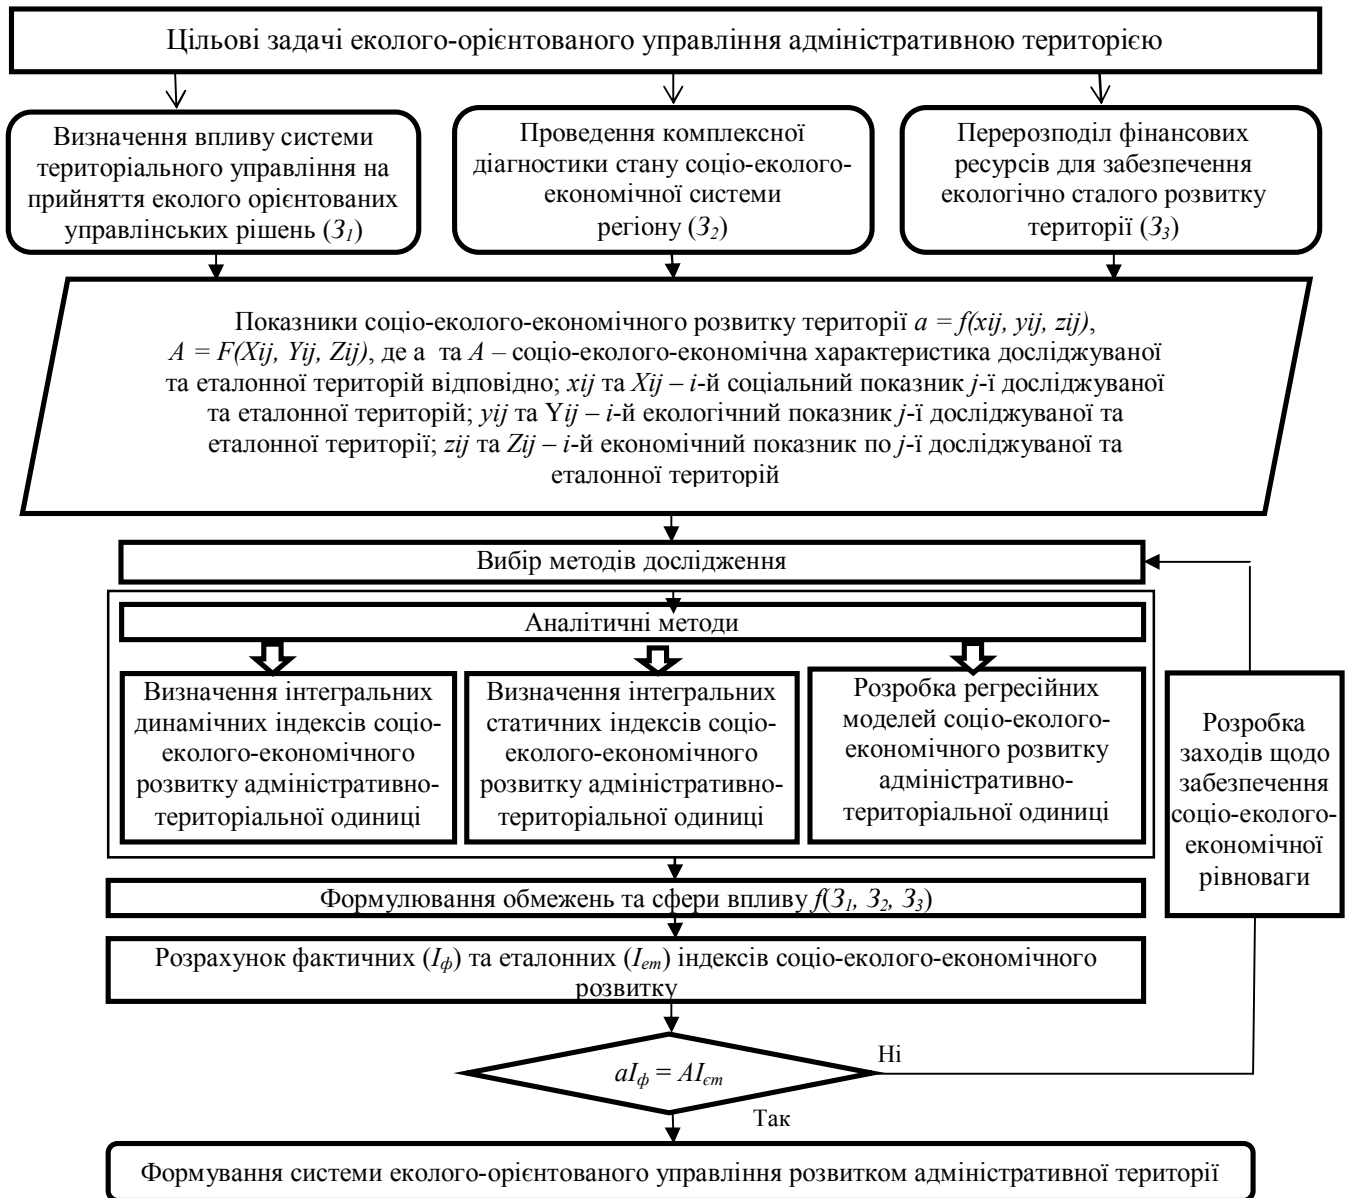 Цільові задачі еколого-орієнтованого управління адміністративною територією
Визначення впливу системи
територіального управління на
прийняття еколого орієнтованих
управлінських рішень (З1)
Проведення комплексної
діагностики стану соціо-еколого-
економічної системи
регіону (З2)
Перерозподіл фінансових
ресурсів для забезпечення
екологічно сталого розвитку
території (З3)
Показники соціо-еколого-економічного розвитку території a = f(xij, yij, zij),
A = F(Xij, Yij, Zij), де а та A – соціо-еколого-економічна характеристика досліджуваної
та еталонної територій відповідно; xij та Xij – i-й соціальний показник j-ї досліджуваної
та еталонної територій; yij та Yij – i-й екологічний показник j-ї досліджуваної та
еталонної території; zij та Zij – i-й економічний показник по j-ї досліджуваної та
еталонної територій
Вибір методів дослідження
Аналітичні методи
Визначення інтегральних
динамічних індексів соціо-
еколого-економічного
розвитку адміністративно-
територіальної одиниці
Визначення інтегральних
статичних індексів соціо-
еколого-економічного
розвитку адміністративно-
територіальної одиниці
Розробка регресійних
моделей соціо-еколого-
економічного розвитку
адміністративно-
територіальної одиниці
Розробка
заходів щодо
забезпечення
соціо-еколого-
економічної
рівноваги
Формулювання обмежень та сфери впливу f(З1, З2, З3)
Розрахунок фактичних (Iф) та еталонних (Iет) індексів соціо-еколого-економічного
розвитку
aIф = AIєт
Ні
Так
Формування системи еколого-орієнтованого управління розвитком адміністративної території